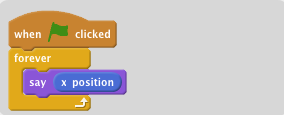 when clicked
forever
say x position